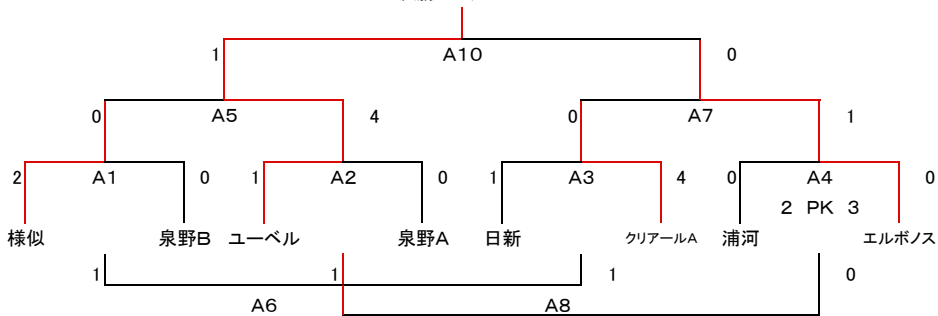 1 A10 0
0 A5 4 0 A7 1
2 A1 0 1 A2 0 1 A3 4 0 A4 0
2 PK 3
様似 泉野B ユーベル 泉野A 日新 クリアールA 浦河 エルボノス
1 1 1 0
A6 A8